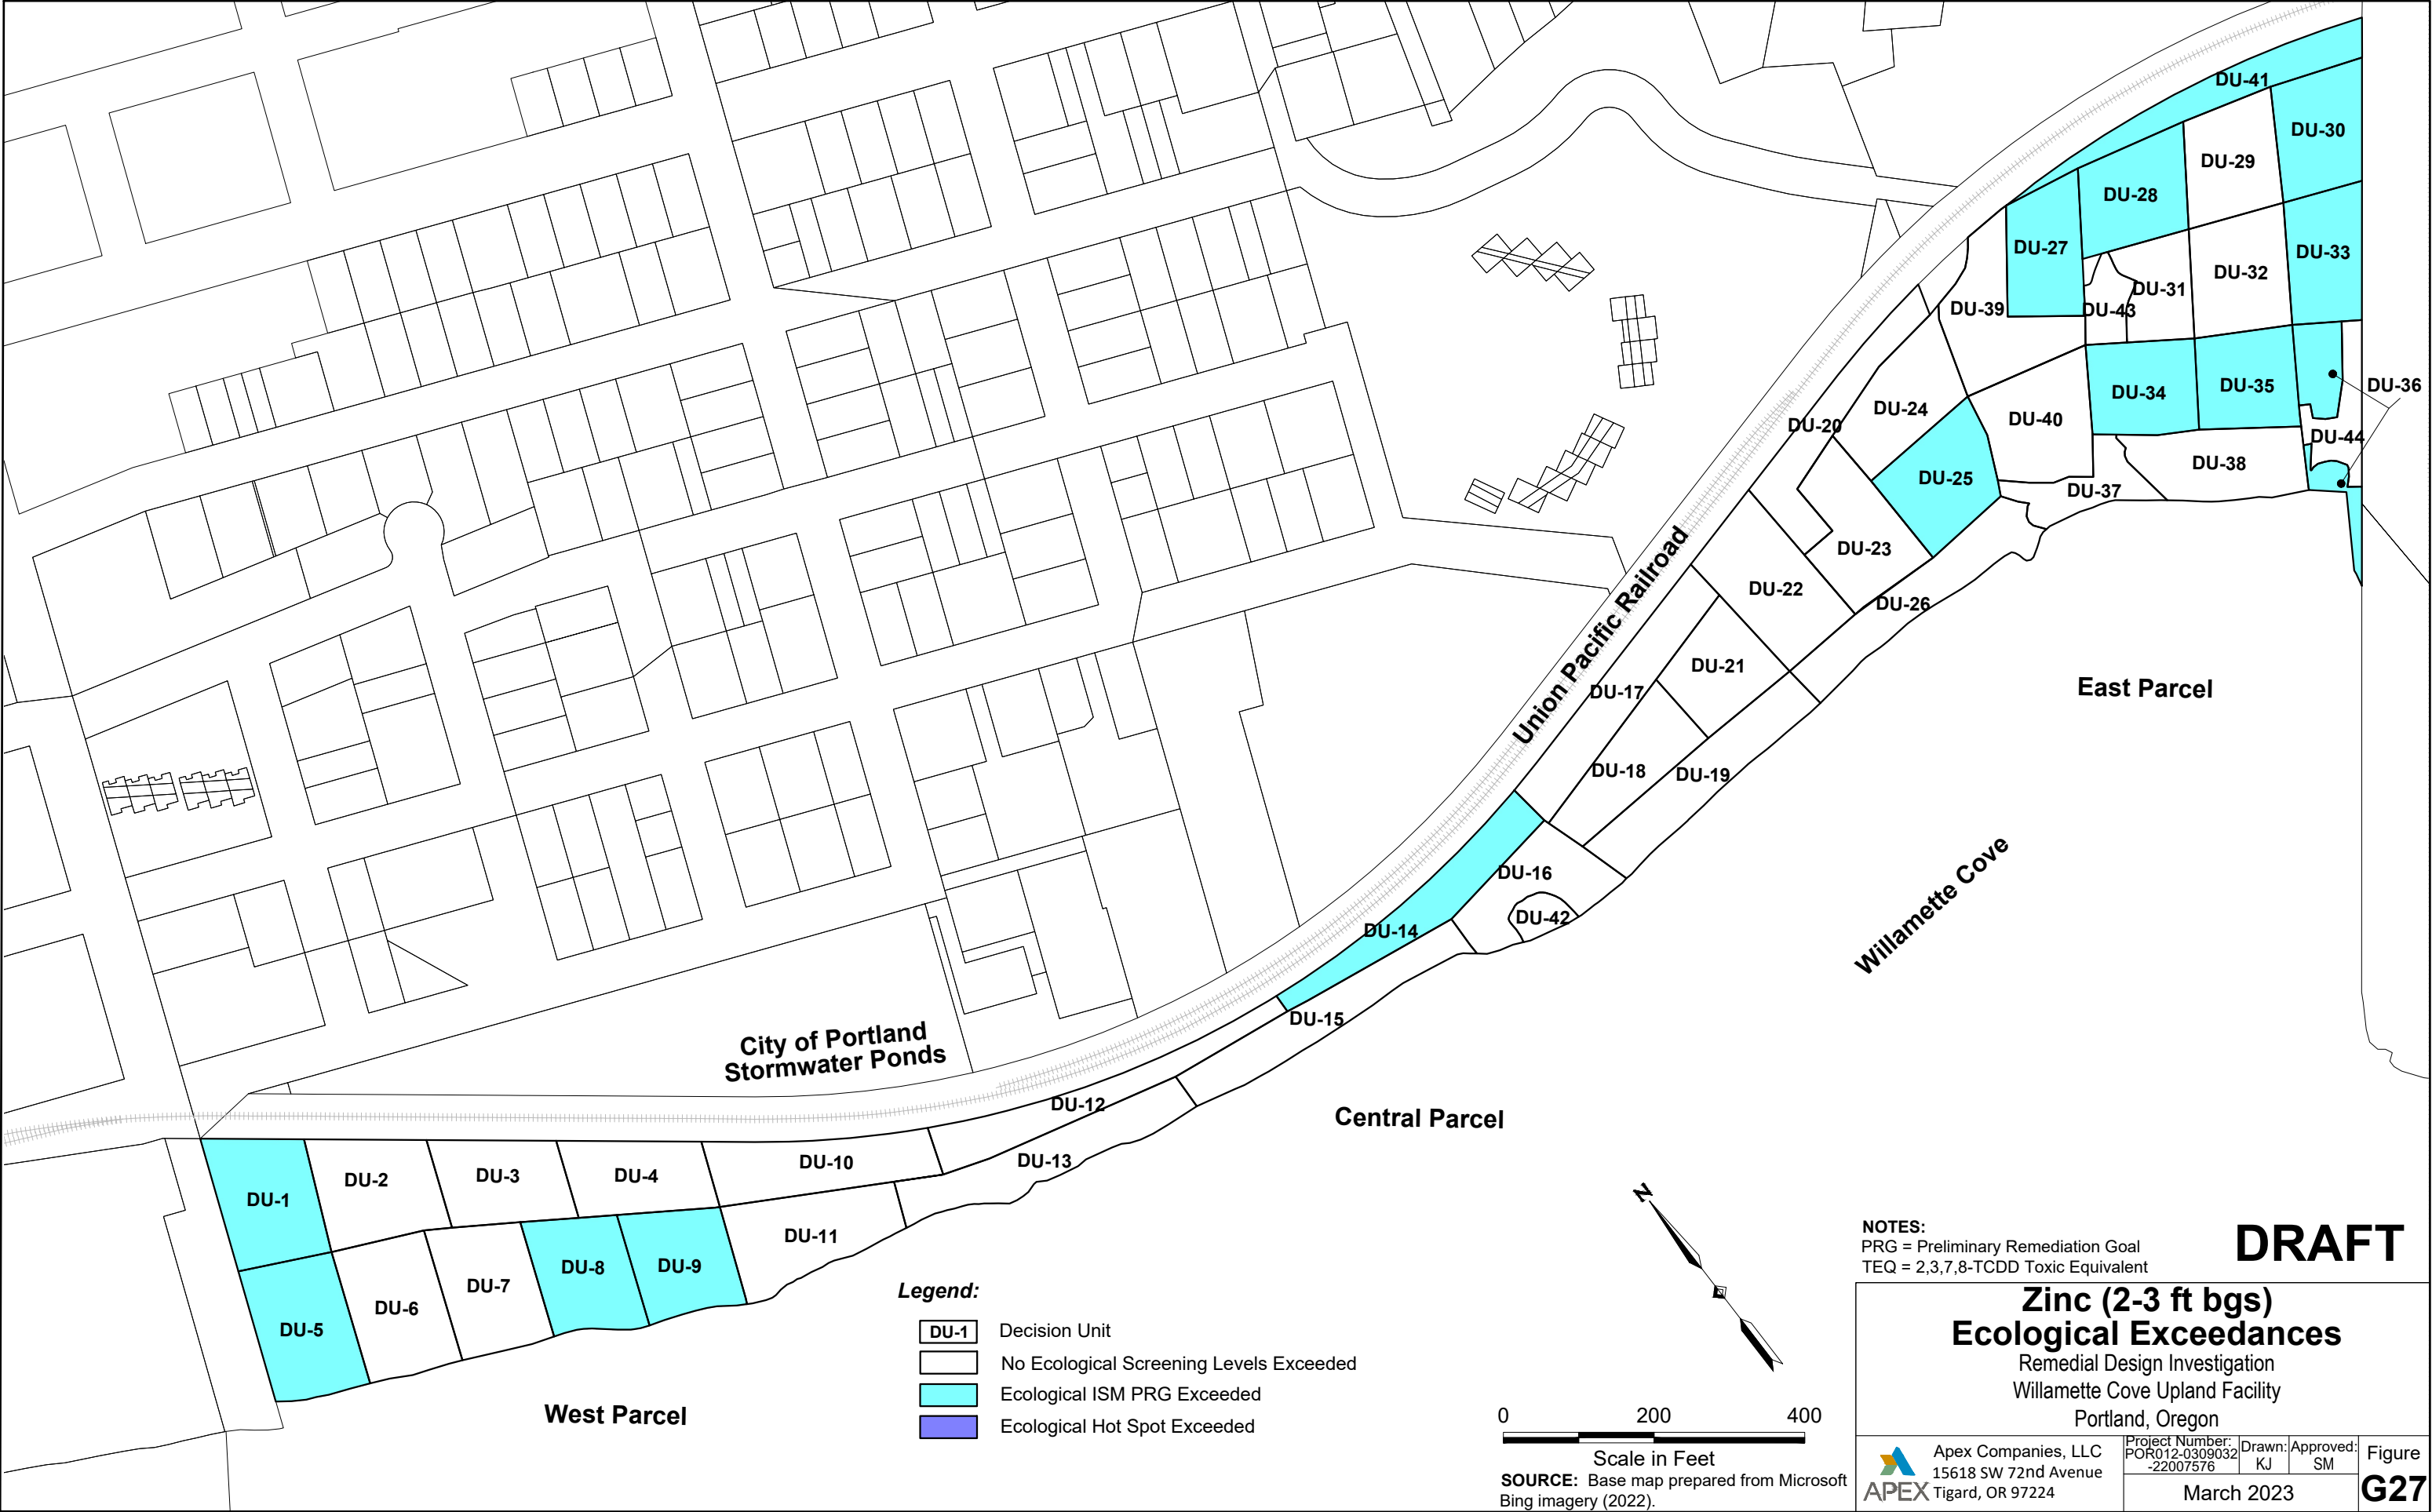 DU-41
DU-30
DU-29
DU-28
DU-27
DU-33
DU-32
DU-31
DU-43
DU-39
DU-36
DU-35
DU-34
DU-24
DU-40
DU-20
DU-44
DU-38
DU-25
DU-37
DU-23
DU-22
DU-26
Union Pacific Railroad
DU-21
DU-17
East Parcel
DU-18
DU-19
DU-16
DU-42
DU-14
Willamette Cove
DU-15
City of Portland
Stormwater Ponds
DU-12
Central Parcel
DU-13
DU-10
DU-4
DU-3
DU-2
DU-1
DU-11
DU-9
DU-8
DU-7
DU-6
DU-5
West Parcel
Legend:
DU-1 Decision Unit
No Ecological Screening Levels Exceeded
Ecological ISM PRG Exceeded
Ecological Hot Spot Exceeded
N
0 200 400
Scale in Feet
SOURCE: Base map prepared from Microsoft
Bing imagery (2022).
NOTES:
PRG = Preliminary Remediation Goal
TEQ = 2,3,7,8-TCDD Toxic Equivalent
DRAFT
Zinc (2-3 ft bgs)
Ecological Exceedances
Remedial Design Investigation
Willamette Cove Upland Facility
Portland, Oregon
APEX
Apex Companies, LLC
15618 SW 72nd Avenue
Tigard, OR 97224
Project Number:
POR012-0309032
-22007576
Drawn:
KJ
Approved:
SM
March 2023
Figure
G27